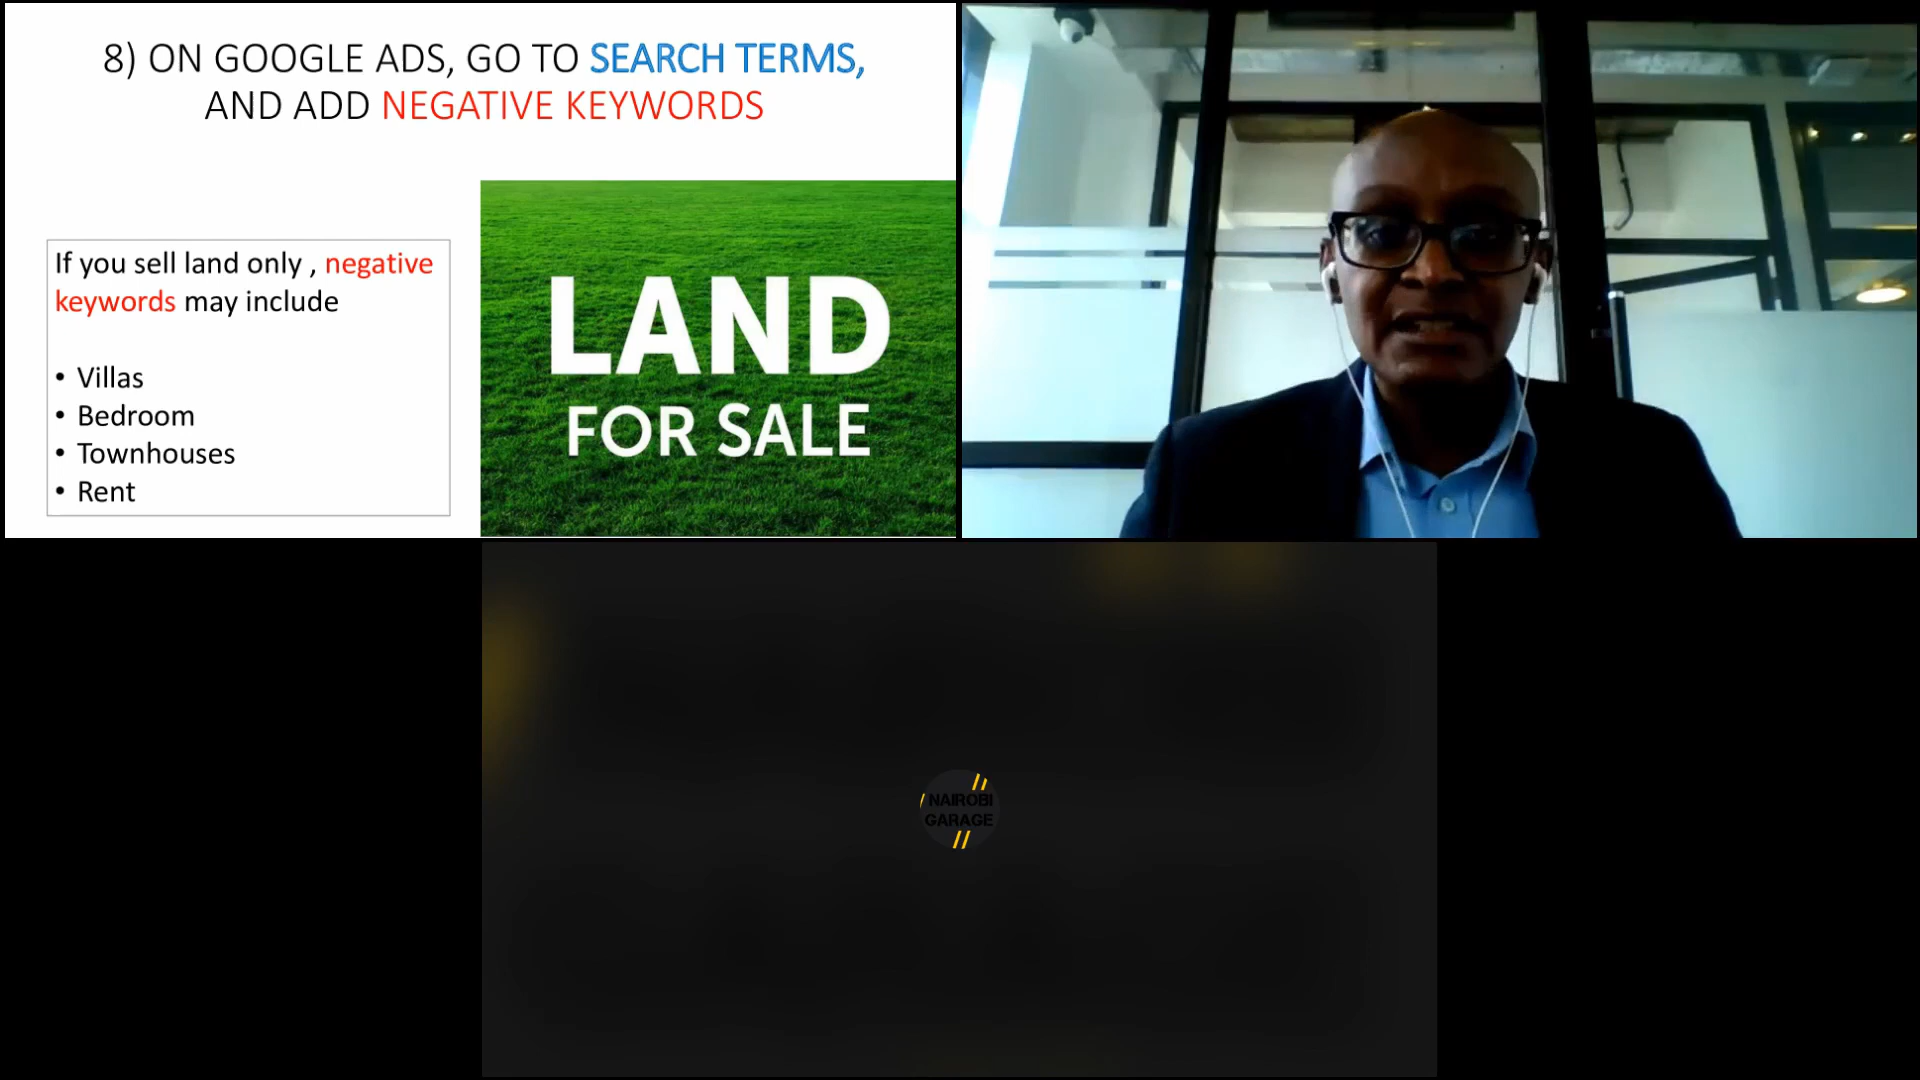 8) ON GOOGLE ADS, GO TO SEARCH TERMS,
AND ADD NEGATIVE KEYWORDS
If you sell land only , negative
keywords may include
• Villas
• Bedroom
• Townhouses
• Rent
LAND
FOR SALE
NAIROBI
GARAGE